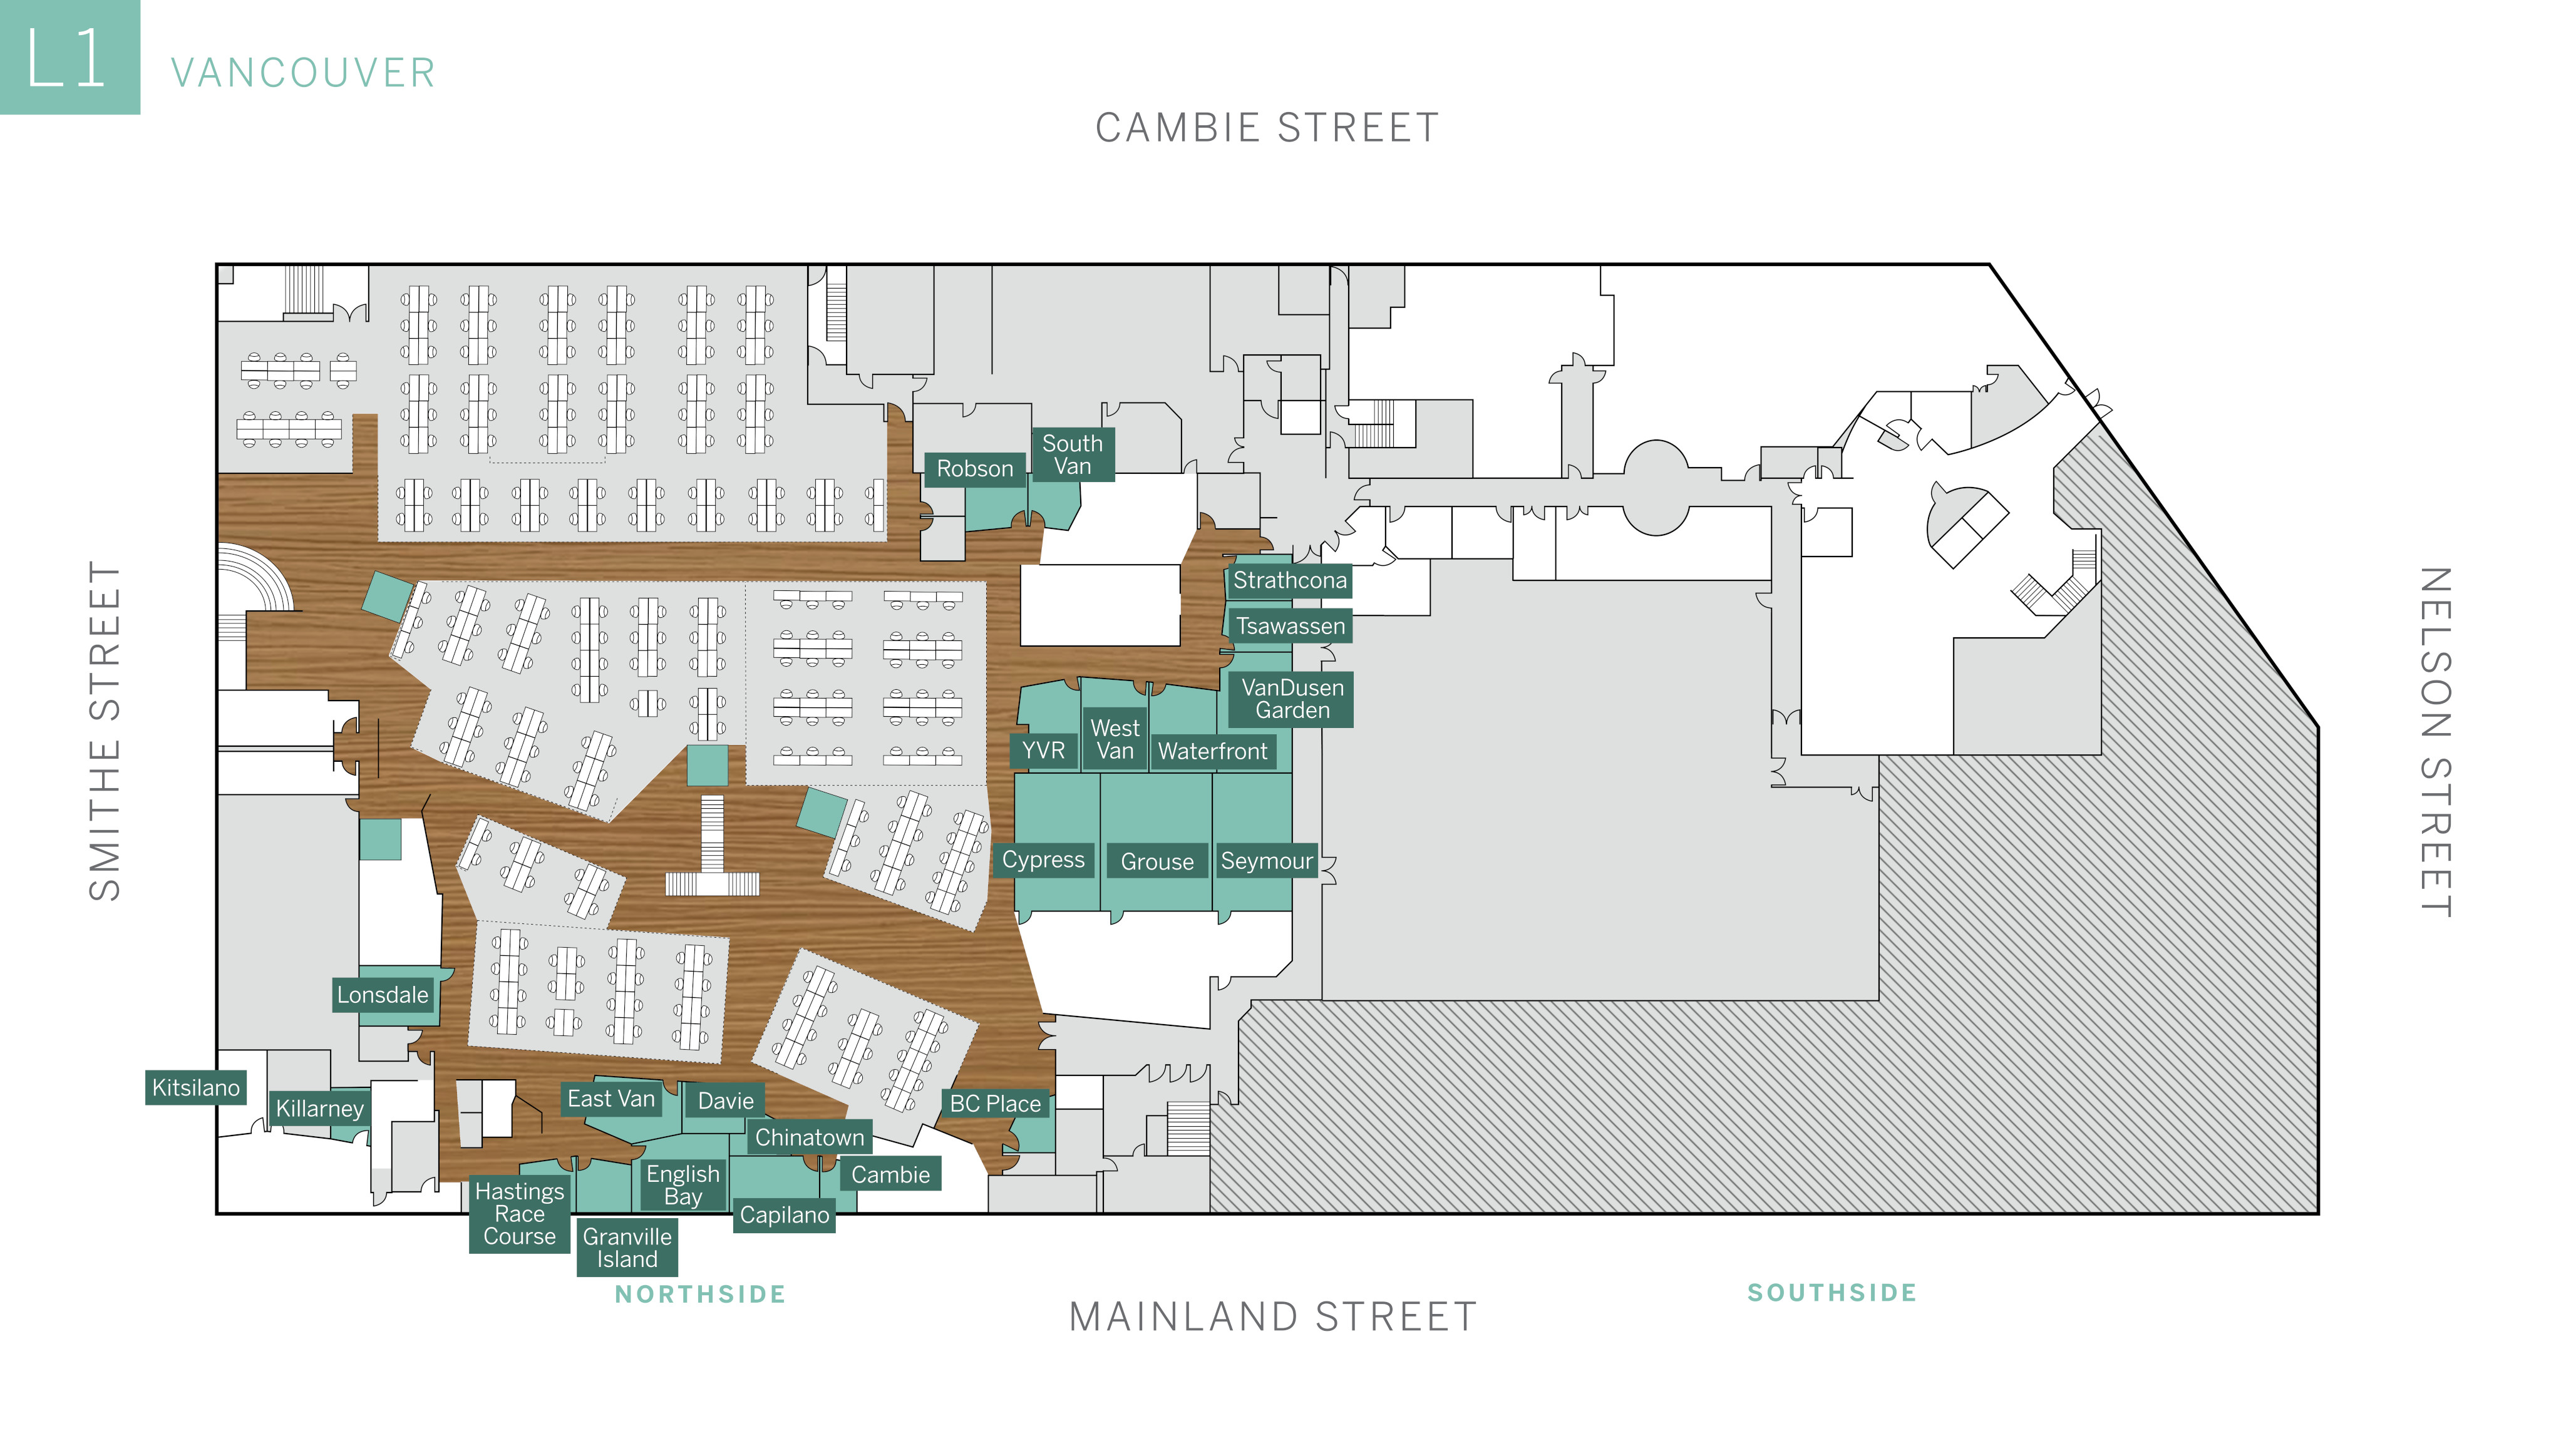 L1
VANCOUVER
CAMBIE STREET
SMITHE STREET
NELSON STREET
Robson
South
Van
Strathcona
Tsawassen
VanDusen
Garden
YVR
West
Van
Waterfront
Cypress
Grouse
Seymour
Lonsdale
Kitsilano
Killarney
East Van
Davie
BC Place
Chinatown
Cambie
English
Bay
Hastings
Race
Course
Capilano
Granville
Island
NORTHSIDE
SOUTHSIDE
MAINLAND STREET